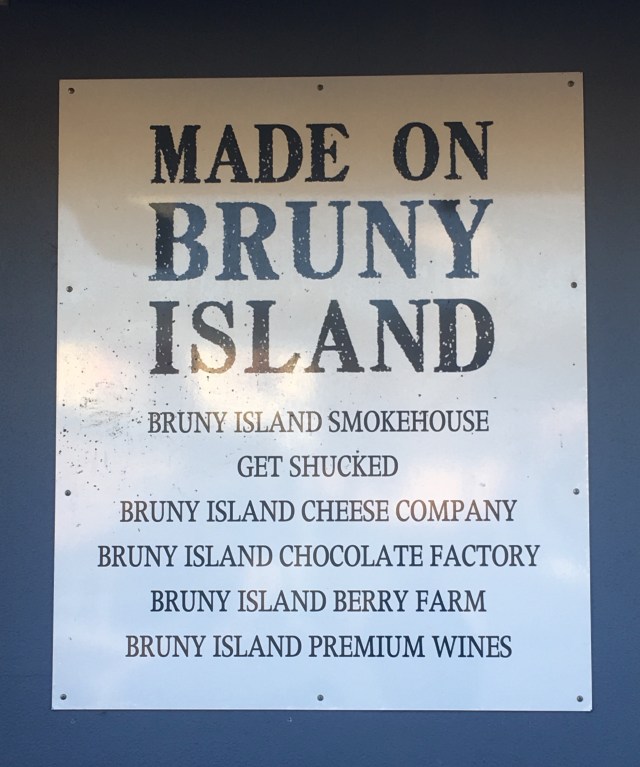 MADE ON
BRUNY
ISLAND
BRUNY ISLAND SMOKEHOUSE
GET SHUCKED
BRUNY ISLAND CHEESE COMPANY
BRUNY ISLAND CHOCOLATE FACTORY
BRUNY ISLAND BERRY FARM
BRUNY ISLAND PREMIUM WINES